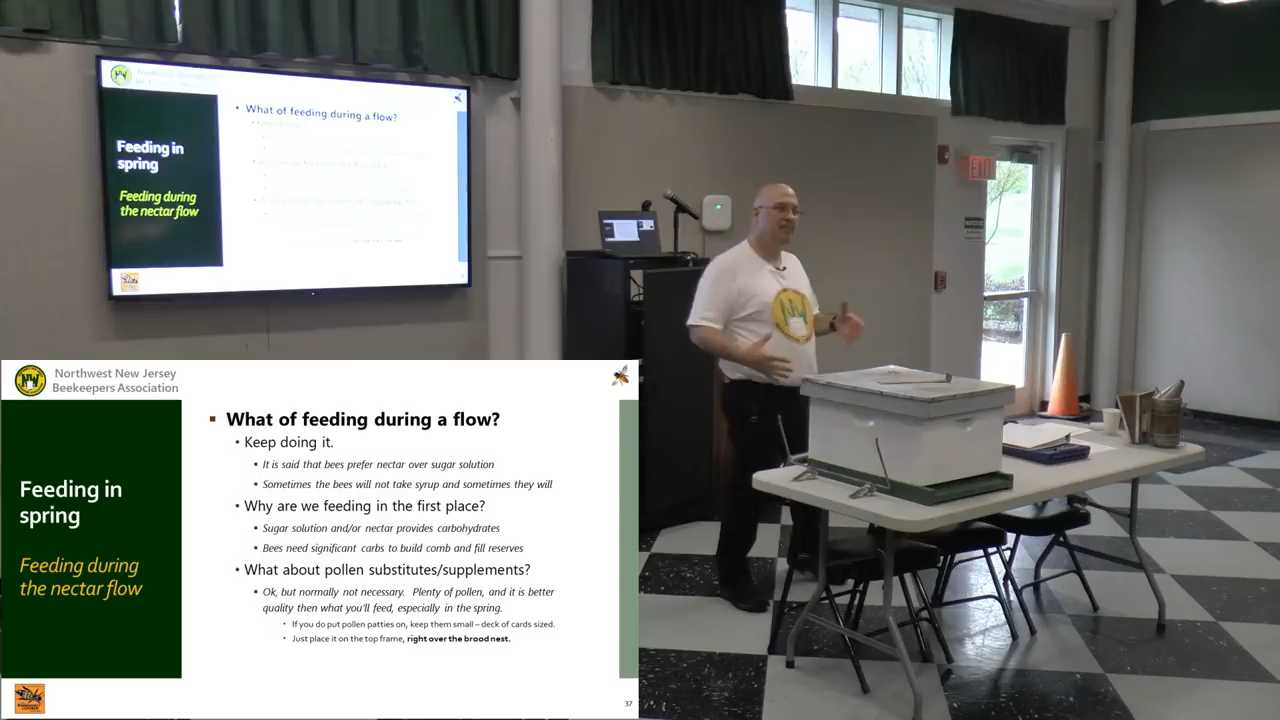 What of feeding during a flow?
Feeding in
spring
Feeding during
the nectar flow
EXIT
NW
Northwest New Jersey
Beekeepers Association
NW
▪ What of feeding during a flow?
• Keep doing it.
▪ It is said that bees prefer nectar over sugar solution
▪ Sometimes the bees will not take syrup and sometimes they will
• Why are we feeding in the first place?
▪ Sugar solution and/or nectar provides carbohydrates
▪ Bees need significant carbs to build comb and fill reserves
• What about pollen substitutes/supplements?
▪ Ok, but normally not necessary. Plenty of pollen, and it is better
quality then what you'll feed, especially in the spring.
• If you do put pollen patties on, keep them small – deck of cards sized.
• Just place it on the top frame, right over the brood nest.
Feeding in
spring
Feeding during
the nectar flow
37